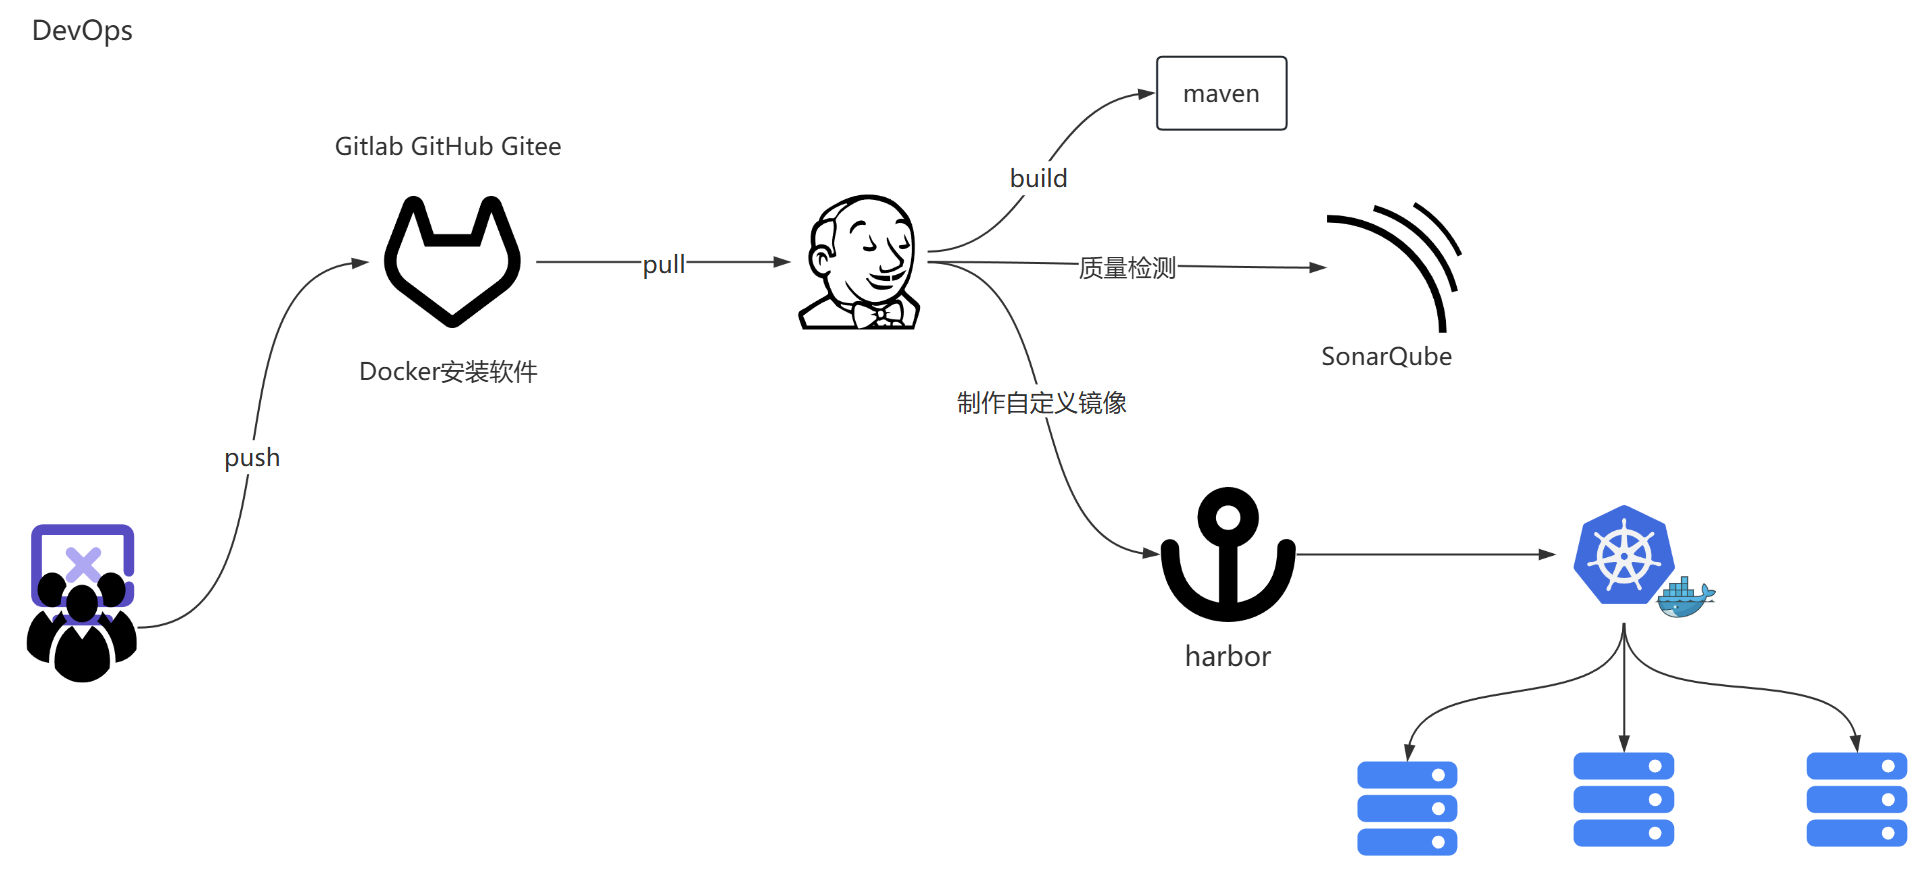 DevOps
Gitlab GitHub Gitee
Docker安装软件
push
pull
build
maven
质量检测
SonarQube
制作自定义镜像
harbor